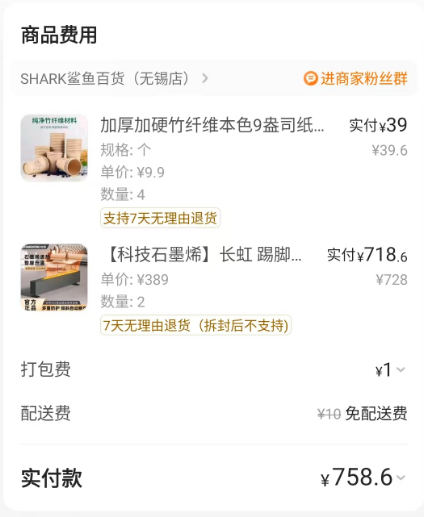 商品费用
SHARK鲨鱼百货（无锡店） >
进商家粉丝群
纯净竹纤维材料
加厚加硬竹纤维本色9盎司纸... 实付¥39
规格: 个 ¥39.6
单价: ¥9.9
数量: 4
支持7天无理由退货
【科技石墨烯】长虹 踢脚... 实付¥718.6
单价: ¥389 ¥728
数量: 2
官方
正品
7天无理由退货（拆封后不支持)
打包费 ¥1
配送费 ¥10 免配送费
实付款 ¥758.6